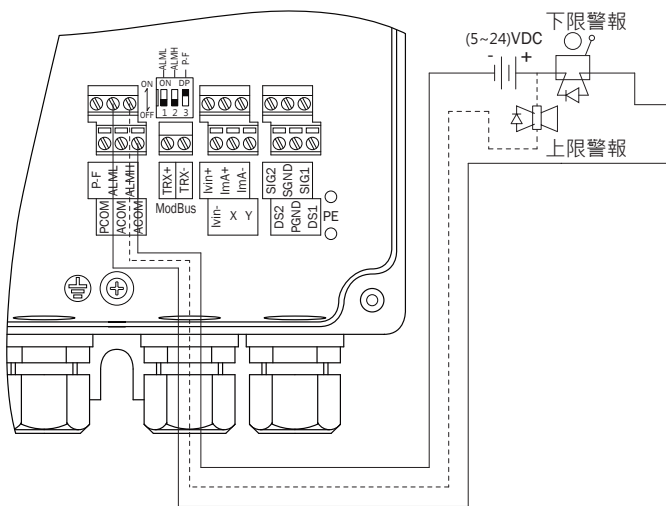 下限警報
(5~24)VDC
- +
上限警報
ALML
ALMH
P-F
ON
OFF
ON DP
1 2 3
P-F
ALML
ALMH
PCOM
ACOM
ACOM
TRX+
TRX-
ModBus
Ivin+
ImA+
ImA-
Ivin-
X
Y
SIG2
SGND
SIG1
DS2
PGND
DS1
PE